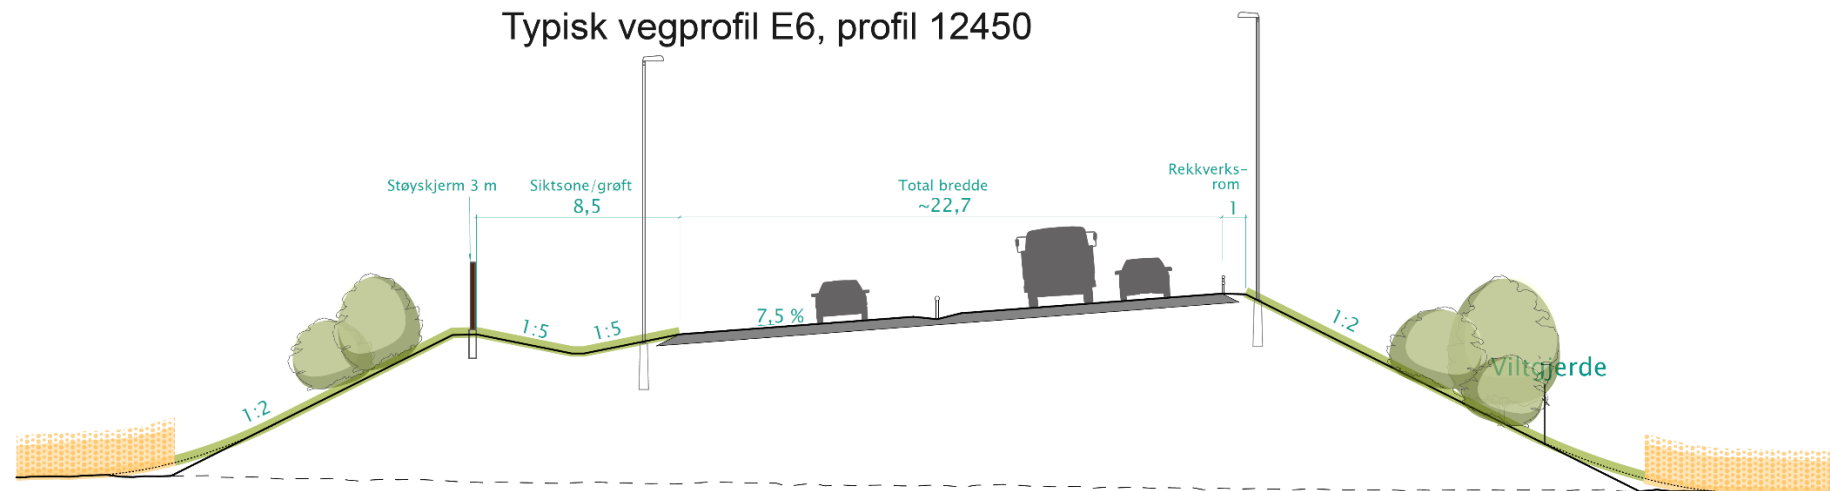 Typisk vegprofil E6, profil 12450
Støyskjerm 3 m
Siktsone/grøft
8,5
Total bredde
~22,7
Rekkverks-
rom
1
7,5 %
1:5
1:5
1:2
1:2
Viltgjerde